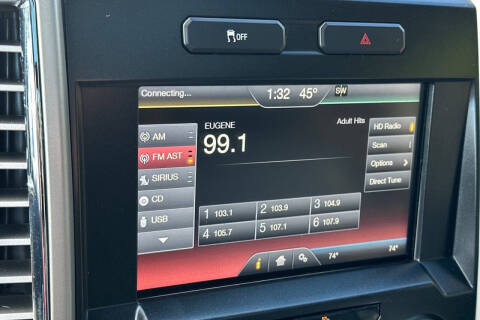 OFF
Connecting...
1:32 45° SW
EUGENE
Adult Hits
99.1
AM
FM AST
SIRIUS
CD
USB
HD Radio
Scan
Options
Direct Tune
1 103.1 2 103.9 3 104.9
4 105.7 5 107.1 6 107.9
74° 74°